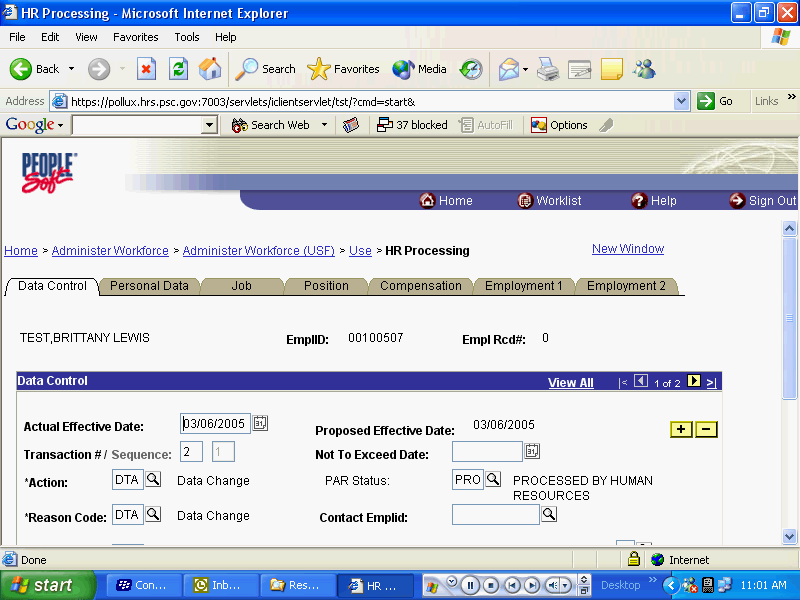 HR Processing - Microsoft Internet Explorer
File Edit View Favorites Tools Help
Back Search Favorites Media
Address https://pollux.hrs.psc.gov:7003/servlets/iclientservlet/tst/?cmd=start& Go Links »
Google Search Web 37 blocked AutoFill Options
PEOPLE
Soft
Home Worklist Help Sign Out
Home > Administer Workforce > Administer Workforce (USF) > Use > HR Processing New Window
Data Control Personal Data Job Position Compensation Employment 1 Employment 2
TEST,BRITTANY LEWIS EmplID: 00100507 Empl Rcd#: 0
Data Control View All |< 1 of 2 >|
Actual Effective Date: 03/06/2005 31 Proposed Effective Date: 03/06/2005 + −
Transaction # / Sequence: 2 1 Not To Exceed Date: 31
*Action: DTA Data Change PAR Status: PRO PROCESSED BY HUMAN
RESOURCES
*Reason Code: DTA Data Change Contact Emplid:
Done Internet
start Con... Inb... Res... HR ... Desktop » 11:01 AM